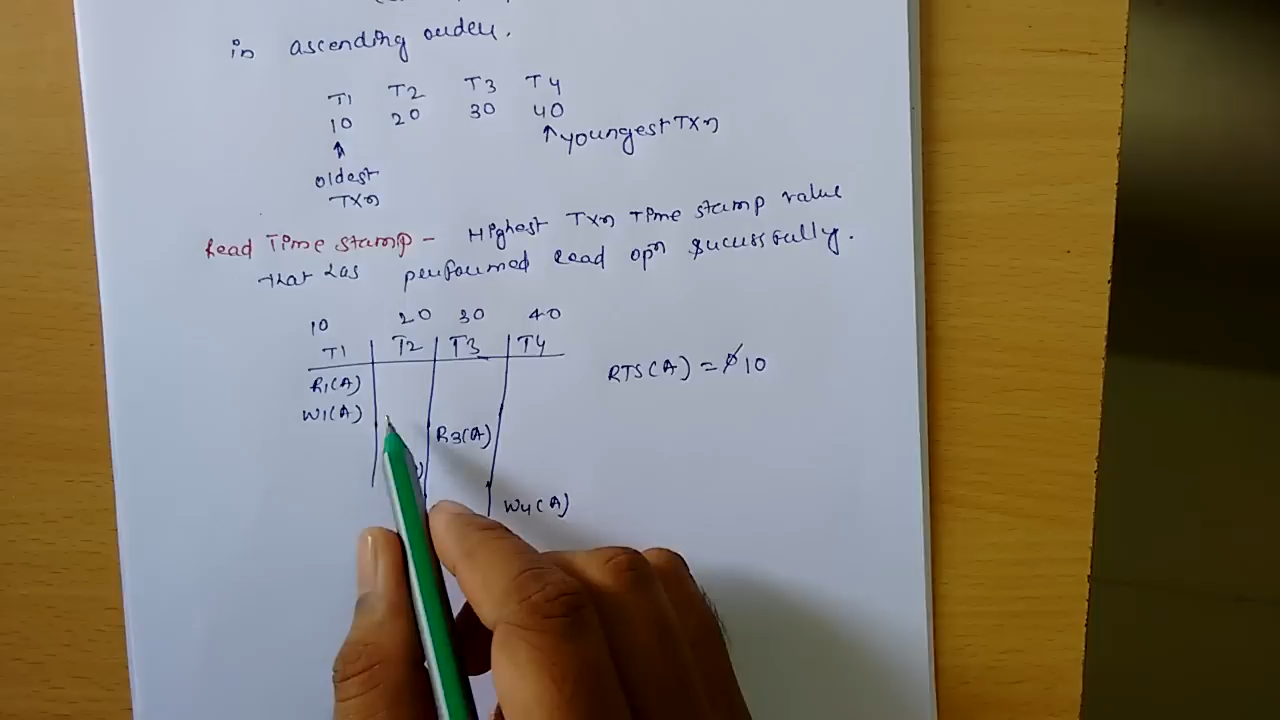 in ascending order.
T1 T2 T3 T4
10 20 30 40
↑ ↑ youngest Txn
oldest
Txn
Read Time stamp - Highest Txn Time stamp value
that has performed read opn sucussfully.
10 20 30 40
T1 T2 T3 T4
R1(A) RTS(A) = 0 10
W1(A)
R3(A)
W4(A)